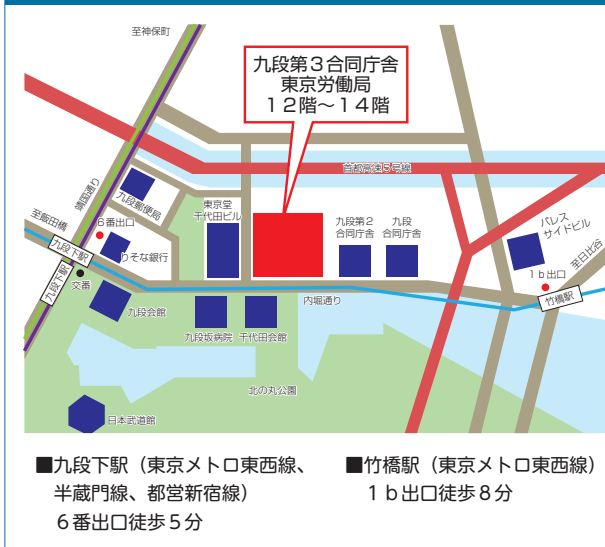 至神保町
九段第３合同庁舎
東京労働局
１２階～１４階
首都高速５号線
靖国通り
九段郵便局
至飯田橋
６番出口
りそな銀行
東京堂
千代田ビル
九段第２
合同庁舎
九段
合同庁舎
パレス
サイドビル
至日比谷
１ｂ出口
九段下駅
交番
九段下駅
竹橋駅
内堀通り
九段会館
九段坂病院
千代田会館
北の丸公園
日本武道館
■九段下駅（東京メトロ東西線、
半蔵門線、都営新宿線）
６番出口徒歩５分
■竹橋駅（東京メトロ東西線）
１ｂ出口徒歩８分